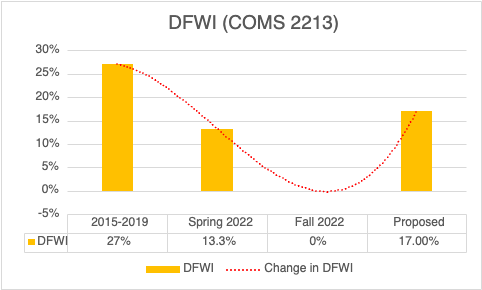 DFWI (COMS 2213)
30%
25%
20%
15%
10%
5%
0%
-5%
2015-2019 Spring 2022 Fall 2022 Proposed
DFWI 27% 13.3% 0% 17.00%
DFWI Change in DFWI